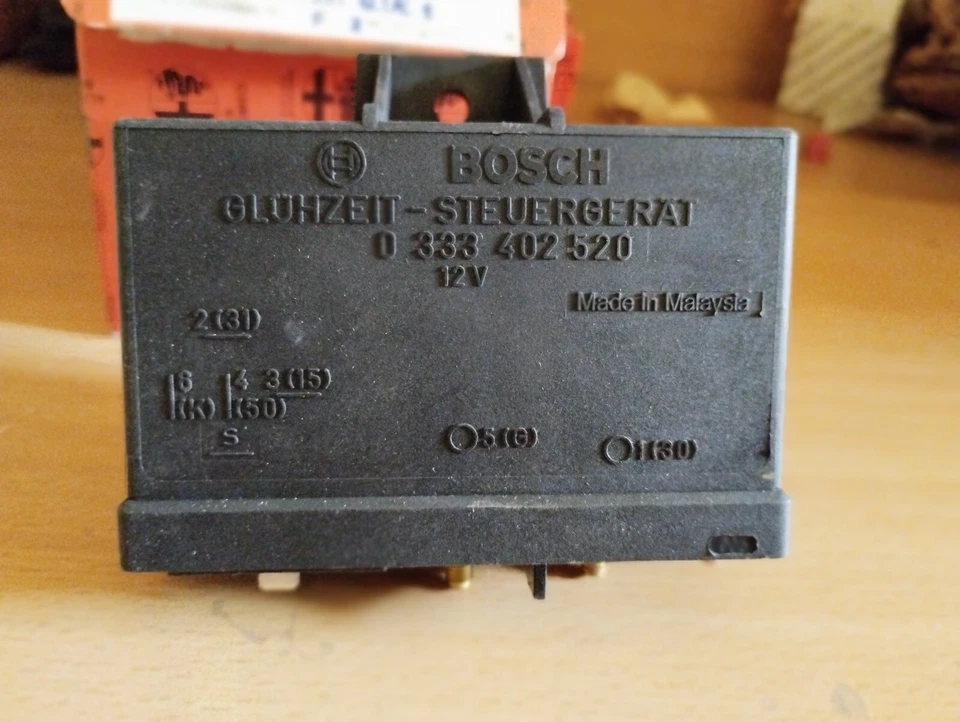 BOSCH
GLÜHZEIT-STEUERGERÄT
0 333 402 520
12V
Made in Malaysia
2(31)
6 4 3(15)
(K) (50)
S
5(G) 1(30)